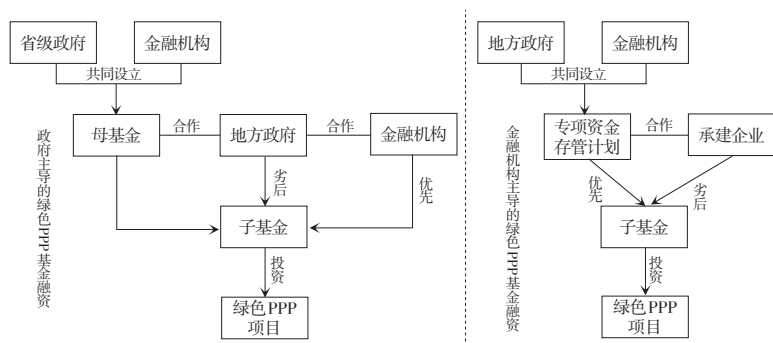 省级政府
金融机构
共同设立
母基金
合作
地方政府
合作
金融机构
劣后
优先
子基金
投资
绿色PPP
项目
政府主导的绿色PPP基金融资
地方政府
金融机构
共同设立
专项资金
存管计划
合作
承建企业
优先
劣后
子基金
投资
绿色PPP
项目
金融机构主导的绿色PPP基金融资